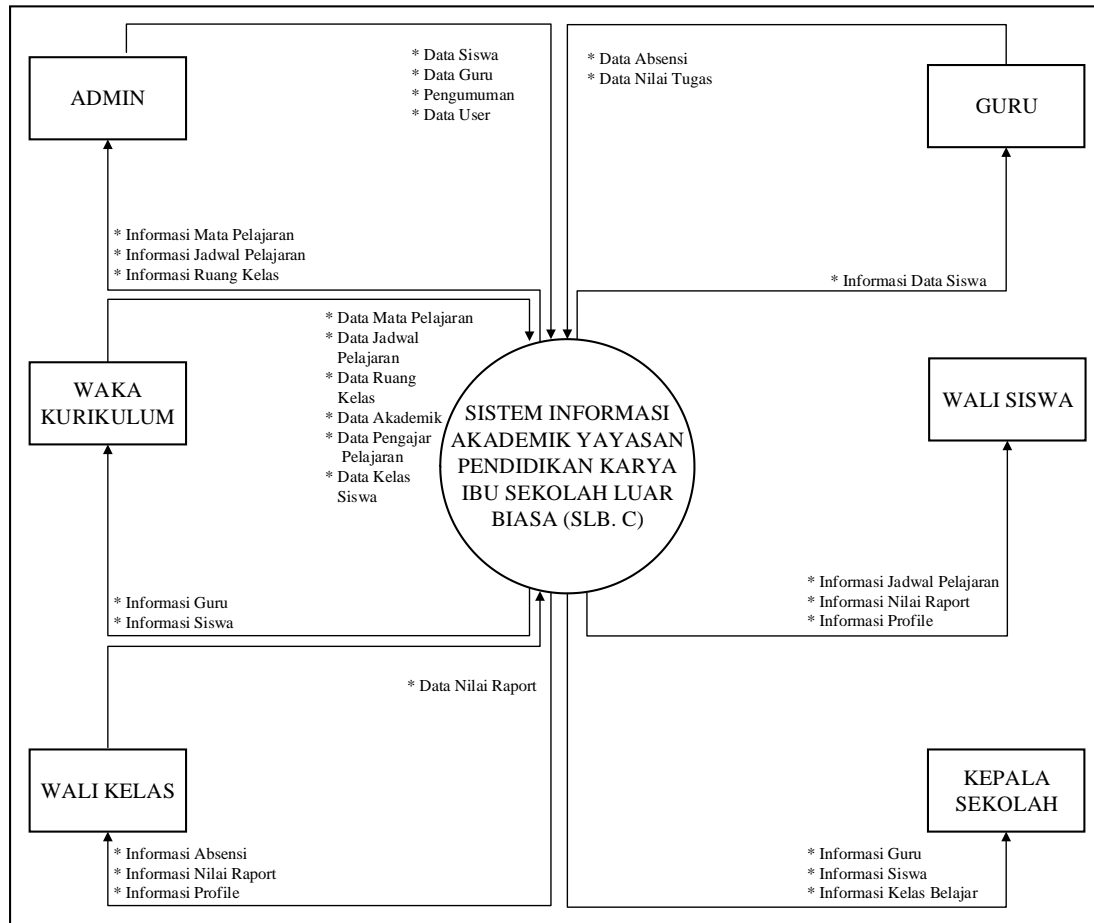 * Data Siswa
* Data Guru
* Pengumuman
* Data User
ADMIN
* Data Absensi
* Data Nilai Tugas
GURU
* Informasi Mata Pelajaran
* Informasi Jadwal Pelajaran
* Informasi Ruang Kelas
* Informasi Data Siswa
* Data Mata Pelajaran
* Data Jadwal
Pelajaran
* Data Ruang
Kelas
* Data Akademik
* Data Pengajar
Pelajaran
* Data Kelas
Siswa
WAKA
KURIKULUM
SISTEM INFORMASI
AKADEMIK YAYASAN
PENDIDIKAN KARYA
IBU SEKOLAH LUAR
BIASA (SLB. C)
WALI SISWA
* Informasi Guru
* Informasi Siswa
* Informasi Jadwal Pelajaran
* Informasi Nilai Raport
* Informasi Profile
* Data Nilai Raport
WALI KELAS
KEPALA
SEKOLAH
* Informasi Absensi
* Informasi Nilai Raport
* Informasi Profile
* Informasi Guru
* Informasi Siswa
* Informasi Kelas Belajar